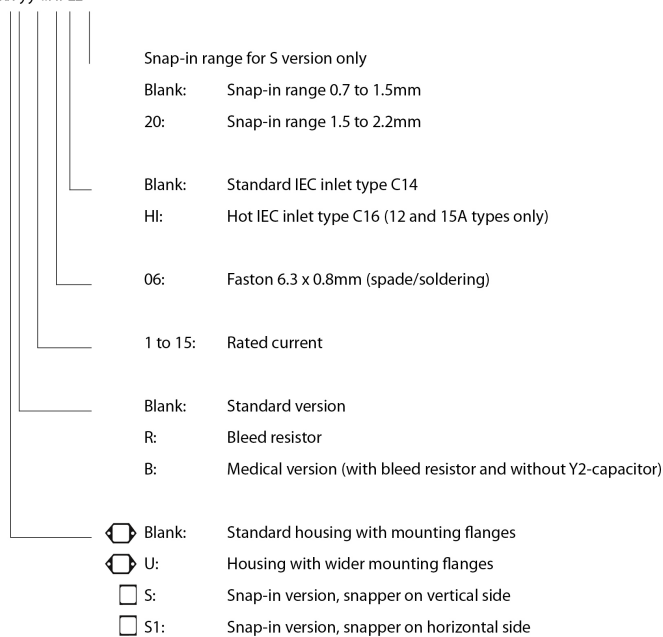 Snap-in range for S version only
Blank: Snap-in range 0.7 to 1.5mm
20: Snap-in range 1.5 to 2.2mm
Blank: Standard IEC inlet type C14
HI: Hot IEC inlet type C16 (12 and 15A types only)
06: Faston 6.3 x 0.8mm (spade/soldering)
1 to 15: Rated current
Blank: Standard version
R: Bleed resistor
B: Medical version (with bleed resistor and without Y2-capacitor)
Blank: Standard housing with mounting flanges
U: Housing with wider mounting flanges
S: Snap-in version, snapper on vertical side
S1: Snap-in version, snapper on horizontal side